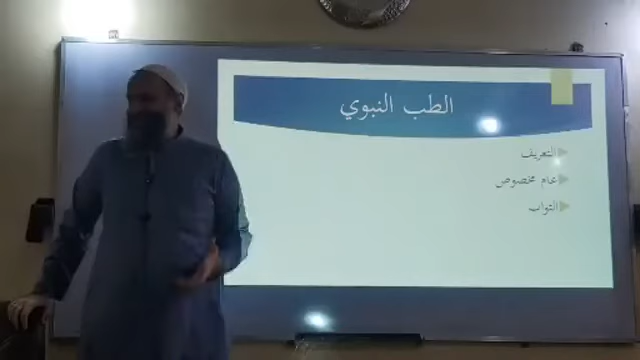 الطب النبوي
التعريف
عام مخصوص
الثواب